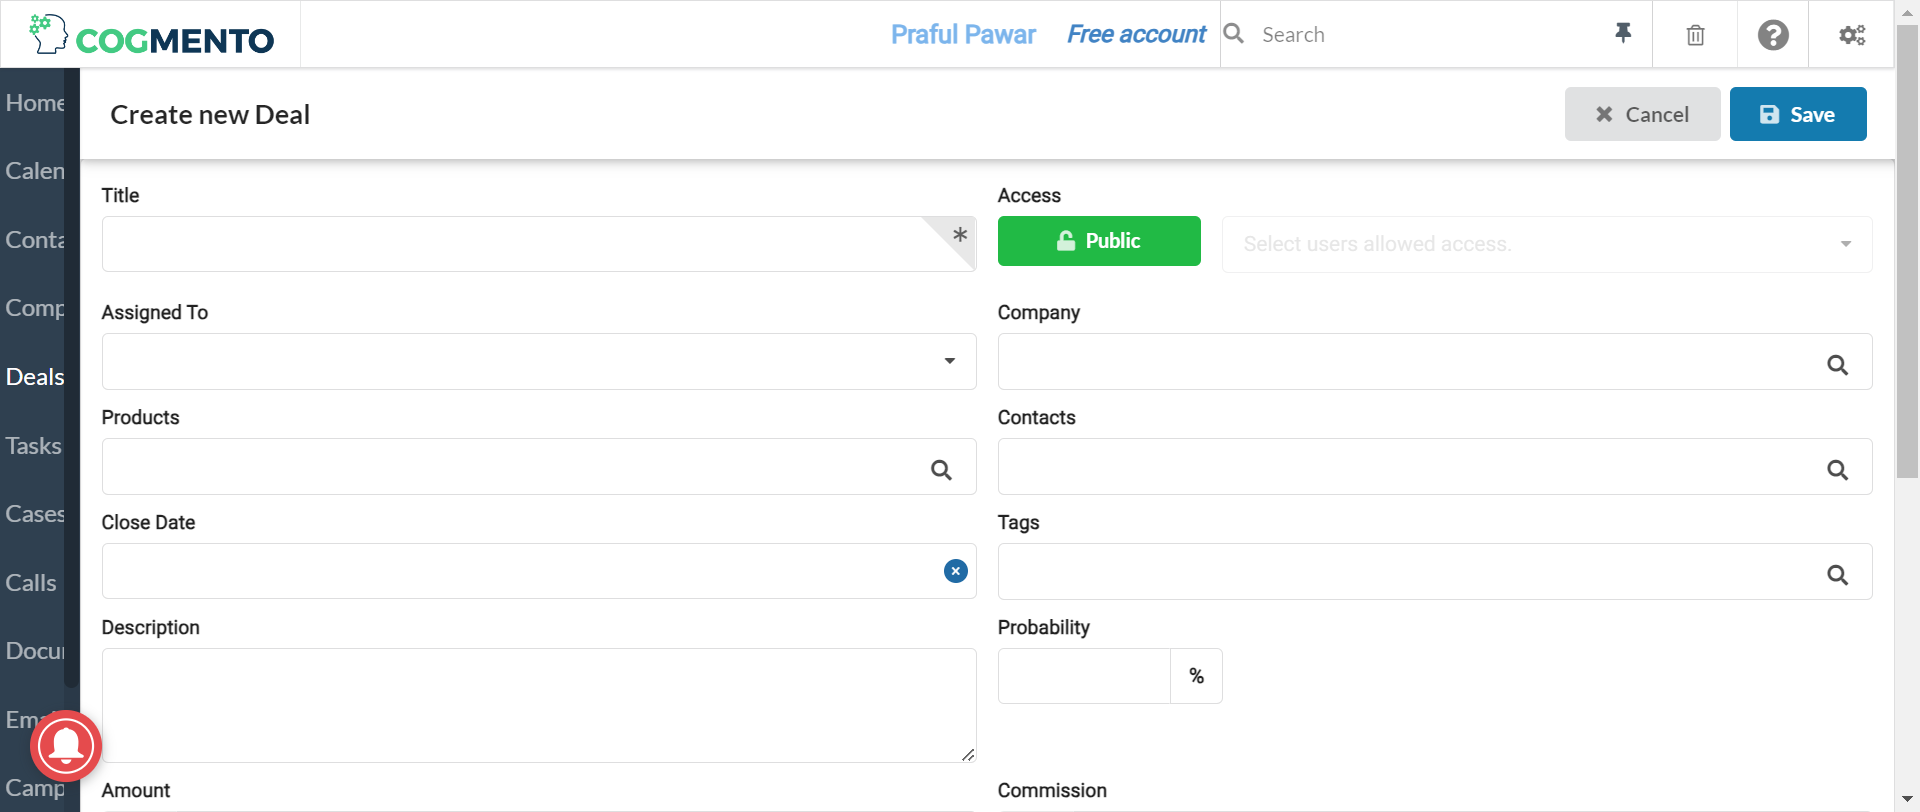 COGMENTO
Praful Pawar
Free account
Search
Home
Calen
Conta
Comp
Deals
Tasks
Cases
Calls
Docu
Ema
Camp
Create new Deal
Cancel
Save
Title
*
Access
Public
Select users allowed access.
Assigned To
Company
Products
Contacts
Close Date
Tags
Description
Probability
%
Amount
Commission